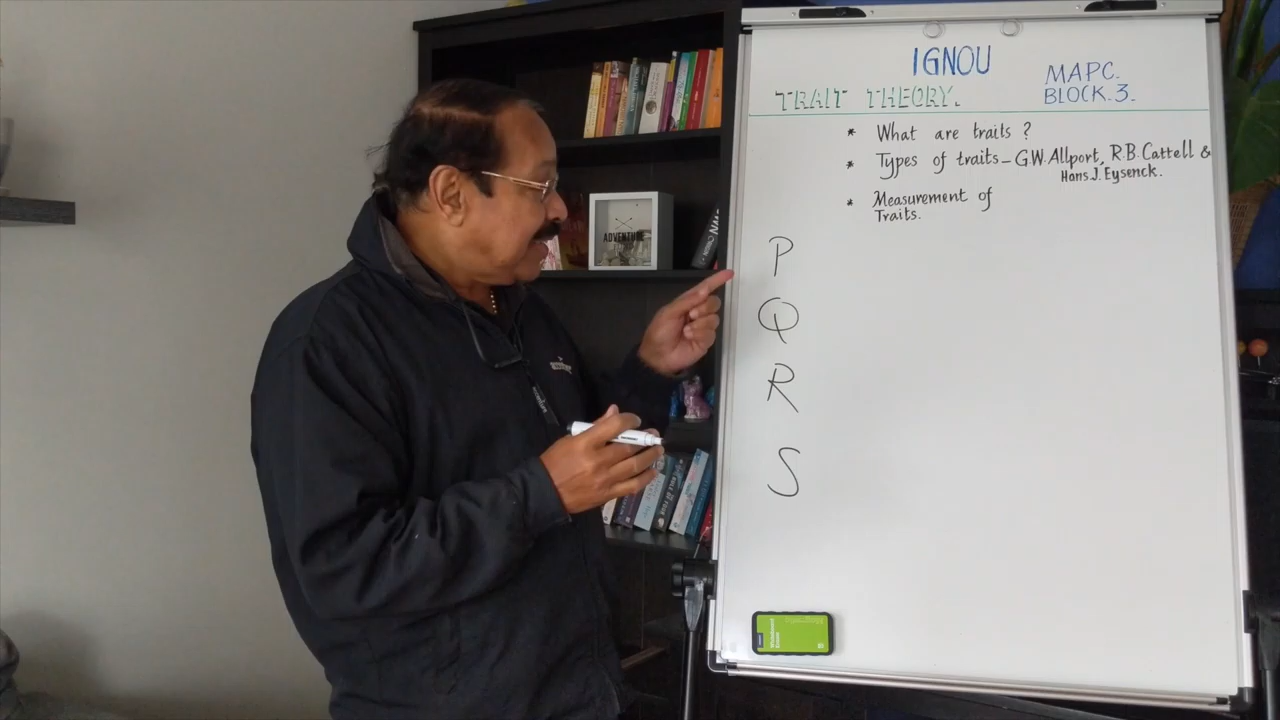 IGNOU
MAPC.
BLOCK.3.
TRAIT THEORY.
* What are traits ?
* Types of traits - G.W. Allport, R.B. Cattell &
Hans.J. Eysenck.
* Measurement of
Traits.
P
Q
R
S
ADVENTURE